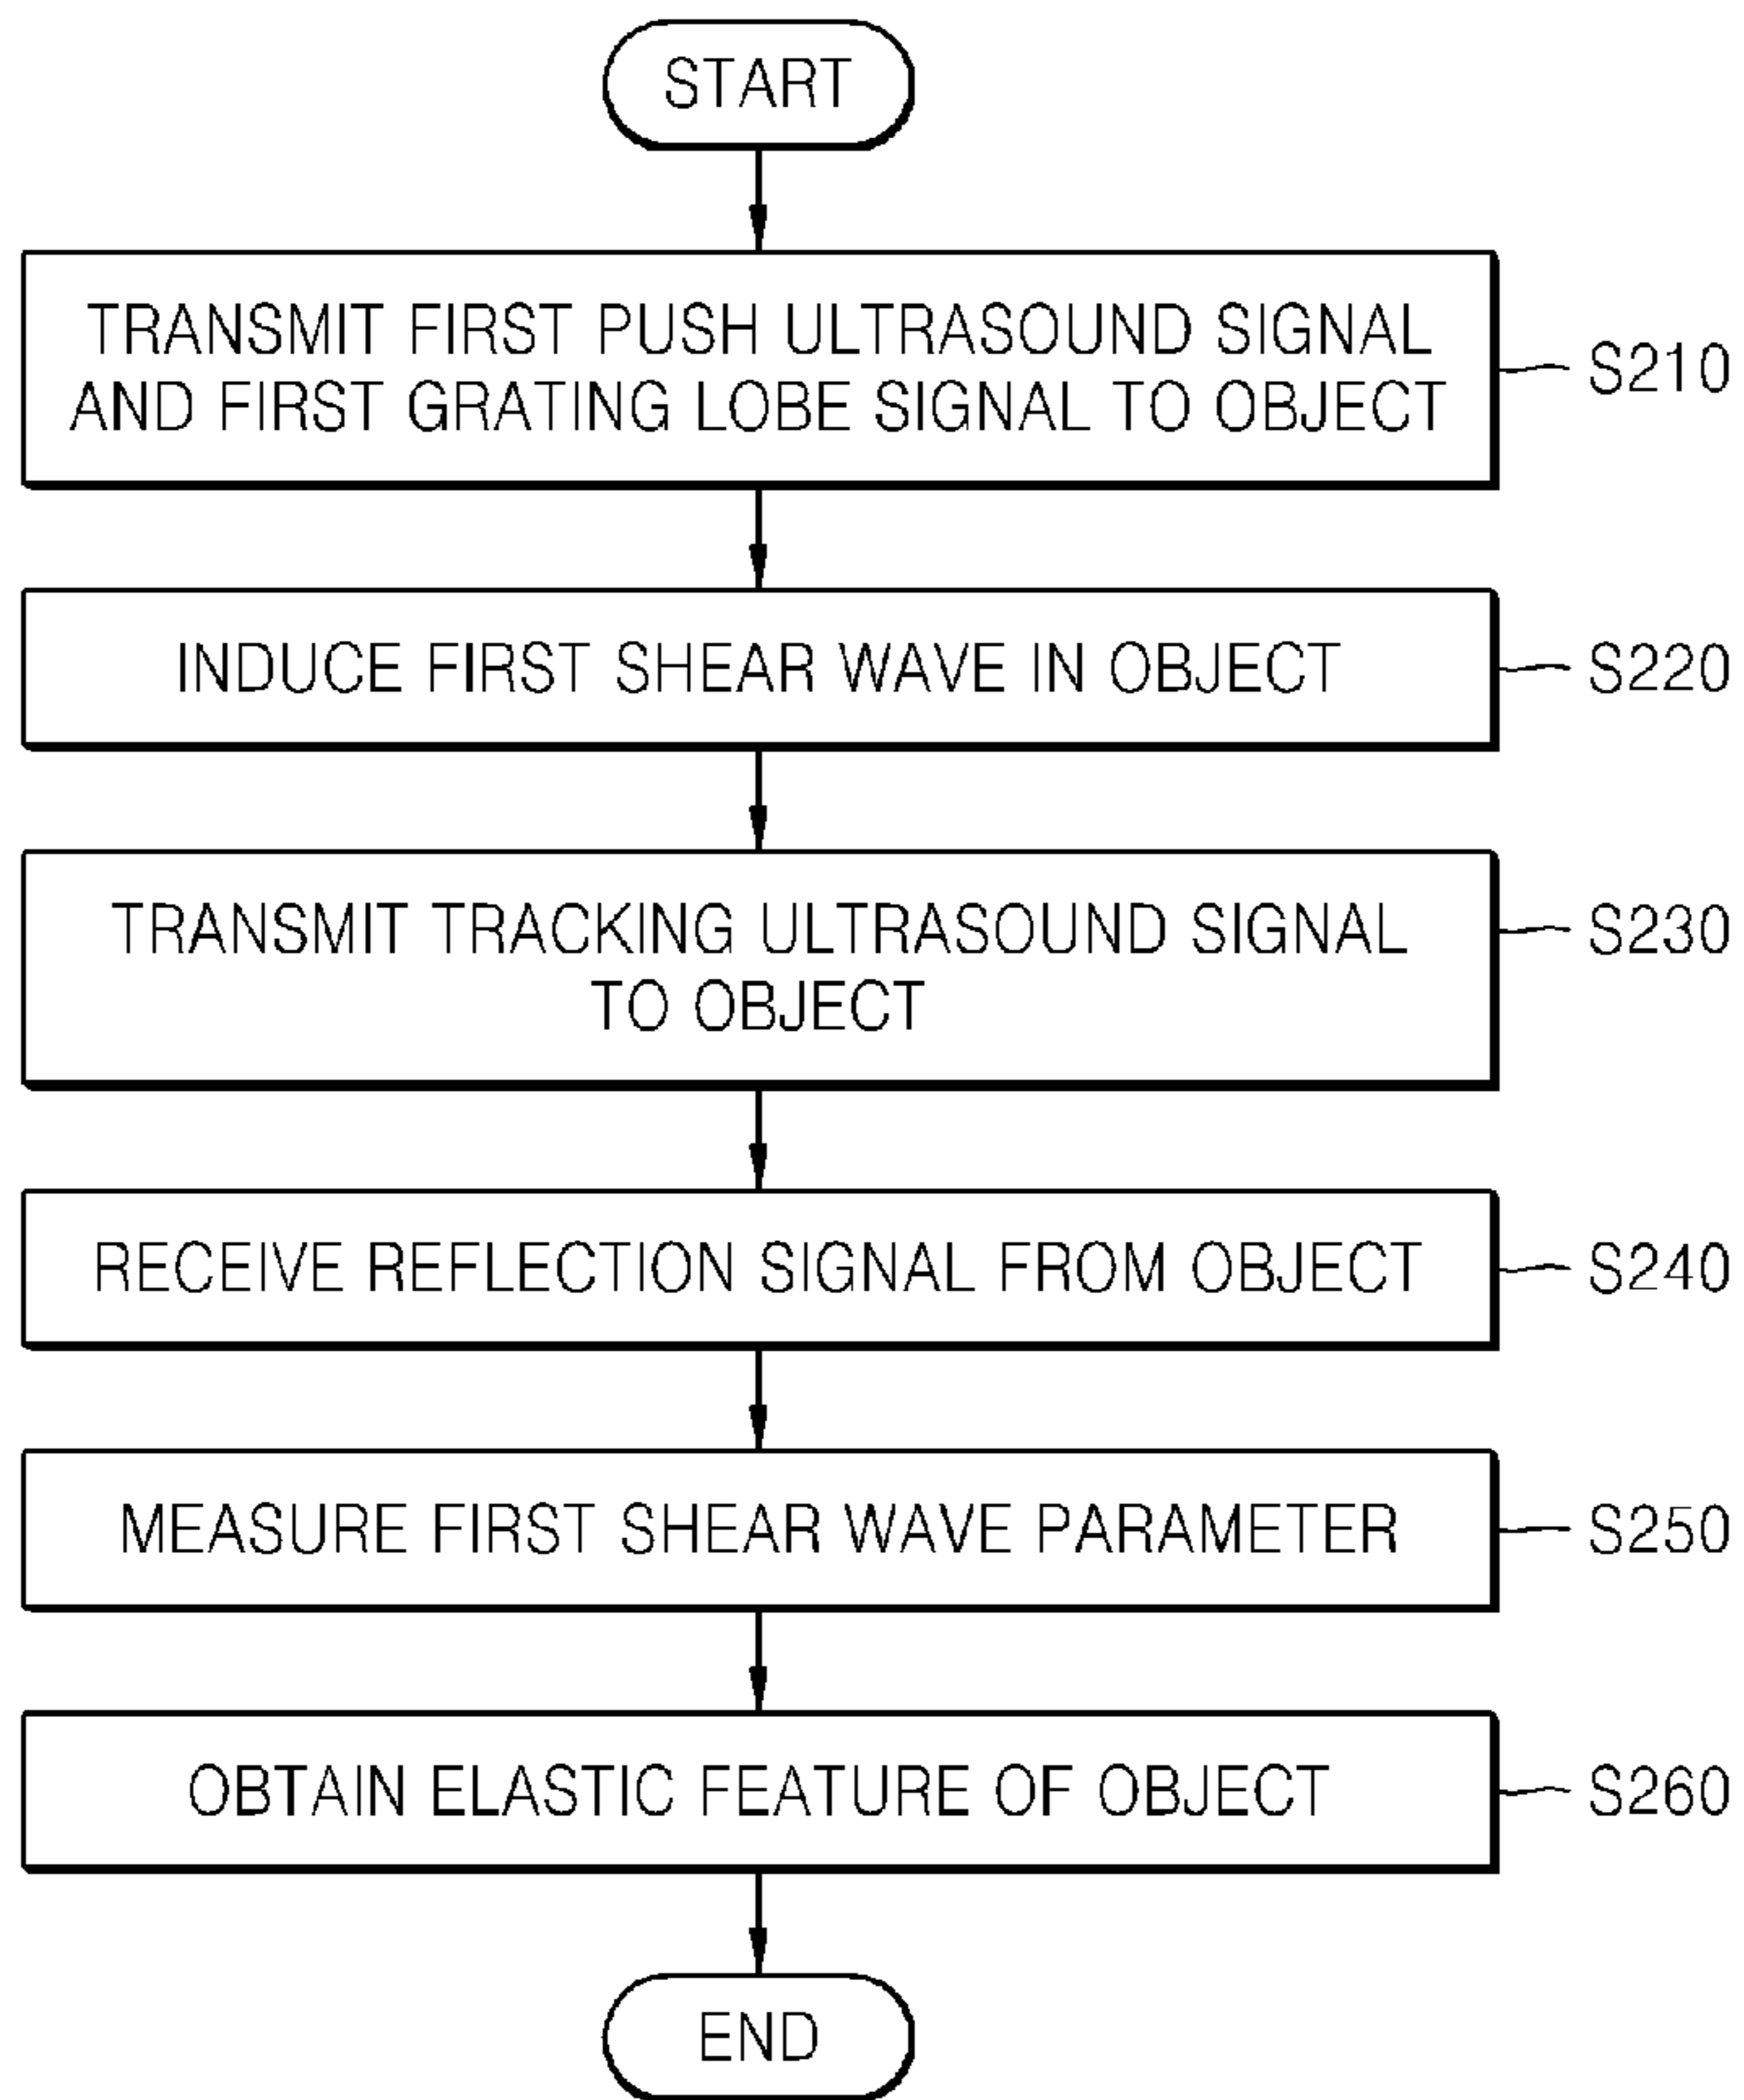 START
TRANSMIT FIRST PUSH ULTRASOUND SIGNAL
AND FIRST GRATING LOBE SIGNAL TO OBJECT
S210
INDUCE FIRST SHEAR WAVE IN OBJECT
S220
TRANSMIT TRACKING ULTRASOUND SIGNAL
TO OBJECT
S230
RECEIVE REFLECTION SIGNAL FROM OBJECT
S240
MEASURE FIRST SHEAR WAVE PARAMETER
S250
OBTAIN ELASTIC FEATURE OF OBJECT
S260
END